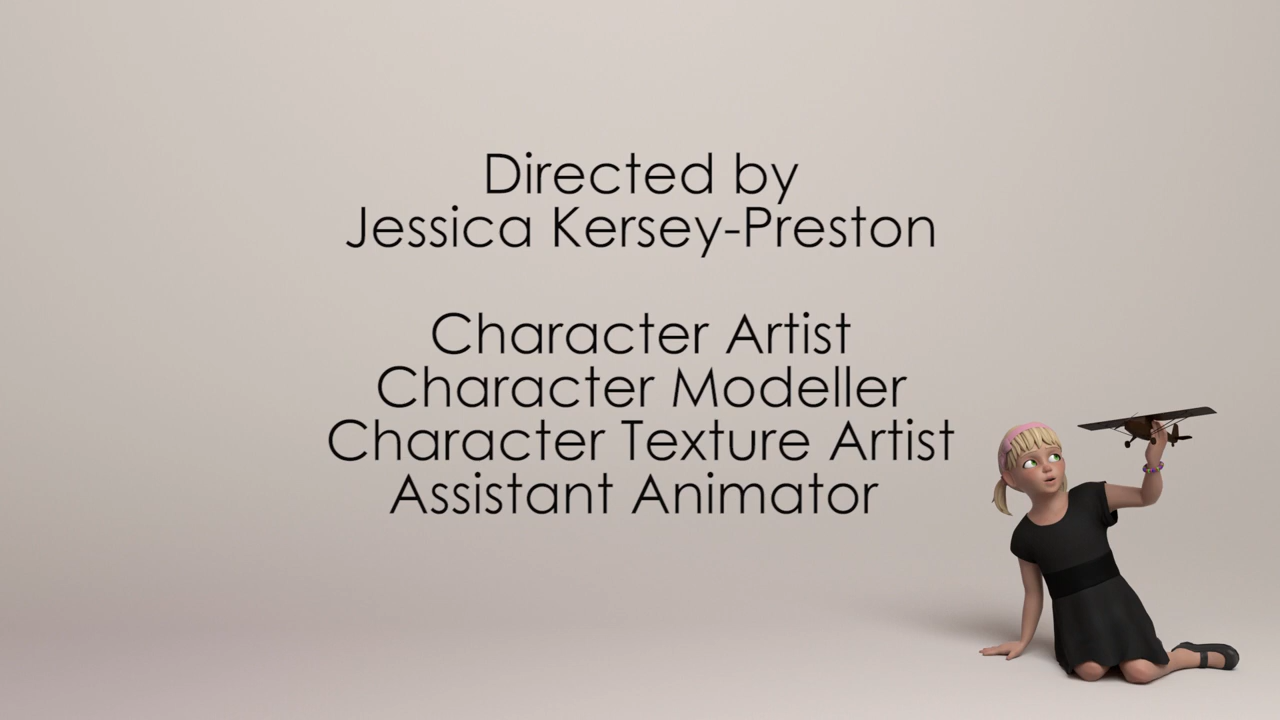 Directed by
Jessica Kersey-Preston
Character Artist
Character Modeller
Character Texture Artist
Assistant Animator